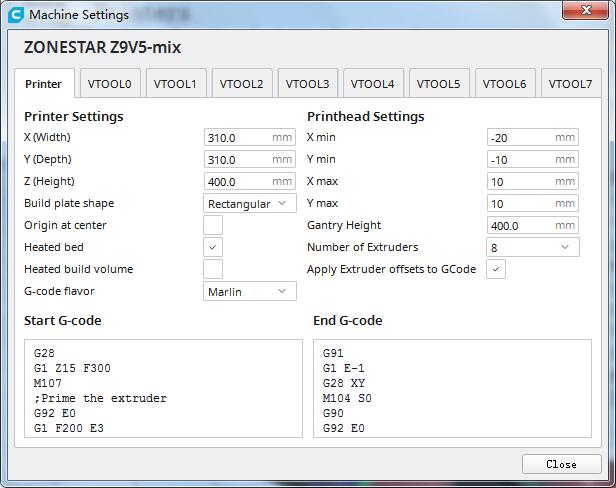 Machine Settings
ZONESTAR Z9V5-mix
Printer VTOOL0 VTOOL1 VTOOL2 VTOOL3 VTOOL4 VTOOL5 VTOOL6 VTOOL7
Printer Settings
X (Width) 310.0 mm
Y (Depth) 310.0 mm
Z (Height) 400.0 mm
Build plate shape Rectangular
Origin at center
Heated bed
Heated build volume
G-code flavor Marlin
Printhead Settings
X min -20 mm
Y min -10 mm
X max 10 mm
Y max 10 mm
Gantry Height 400.0 mm
Number of Extruders 8
Apply Extruder offsets to GCode
Start G-code
G28
G1 Z15 F300
M107
;Prime the extruder
G92 E0
G1 F200 E3
End G-code
G91
G1 E-1
G28 XY
M104 S0
G90
G92 E0
Close